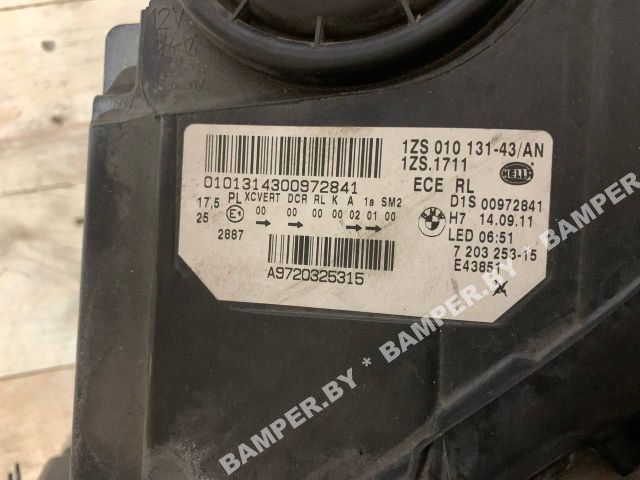 12V
1ZS 010 131-43/AN
1ZS.1711
HELLA
0101314300972841
ECE RL
17,5 PL XCVERT DCR RL K A 1a SM2
D1S 00972841
25 E1 00 00 00 00 02 01 00
H7 14.09.11
2887
LED 06:51
7 203 253-15
A9720325315
E43851
BAMPER.BY * BAMPER.BY * BAMPER.BY